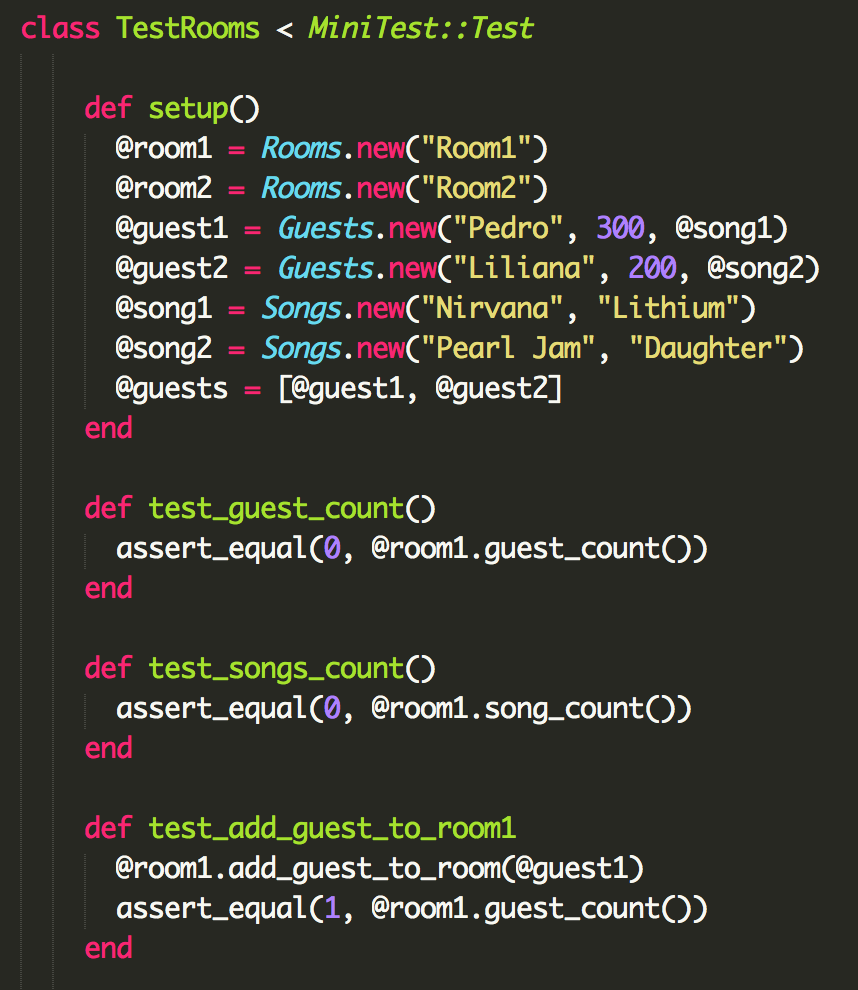 class TestRooms < MiniTest::Test
def setup()
@room1 = Rooms.new("Room1")
@room2 = Rooms.new("Room2")
@guest1 = Guests.new("Pedro", 300, @song1)
@guest2 = Guests.new("Liliana", 200, @song2)
@song1 = Songs.new("Nirvana", "Lithium")
@song2 = Songs.new("Pearl Jam", "Daughter")
@guests = [@guest1, @guest2]
end
def test_guest_count()
assert_equal(0, @room1.guest_count())
end
def test_songs_count()
assert_equal(0, @room1.song_count())
end
def test_add_guest_to_room1
@room1.add_guest_to_room(@guest1)
assert_equal(1, @room1.guest_count())
end